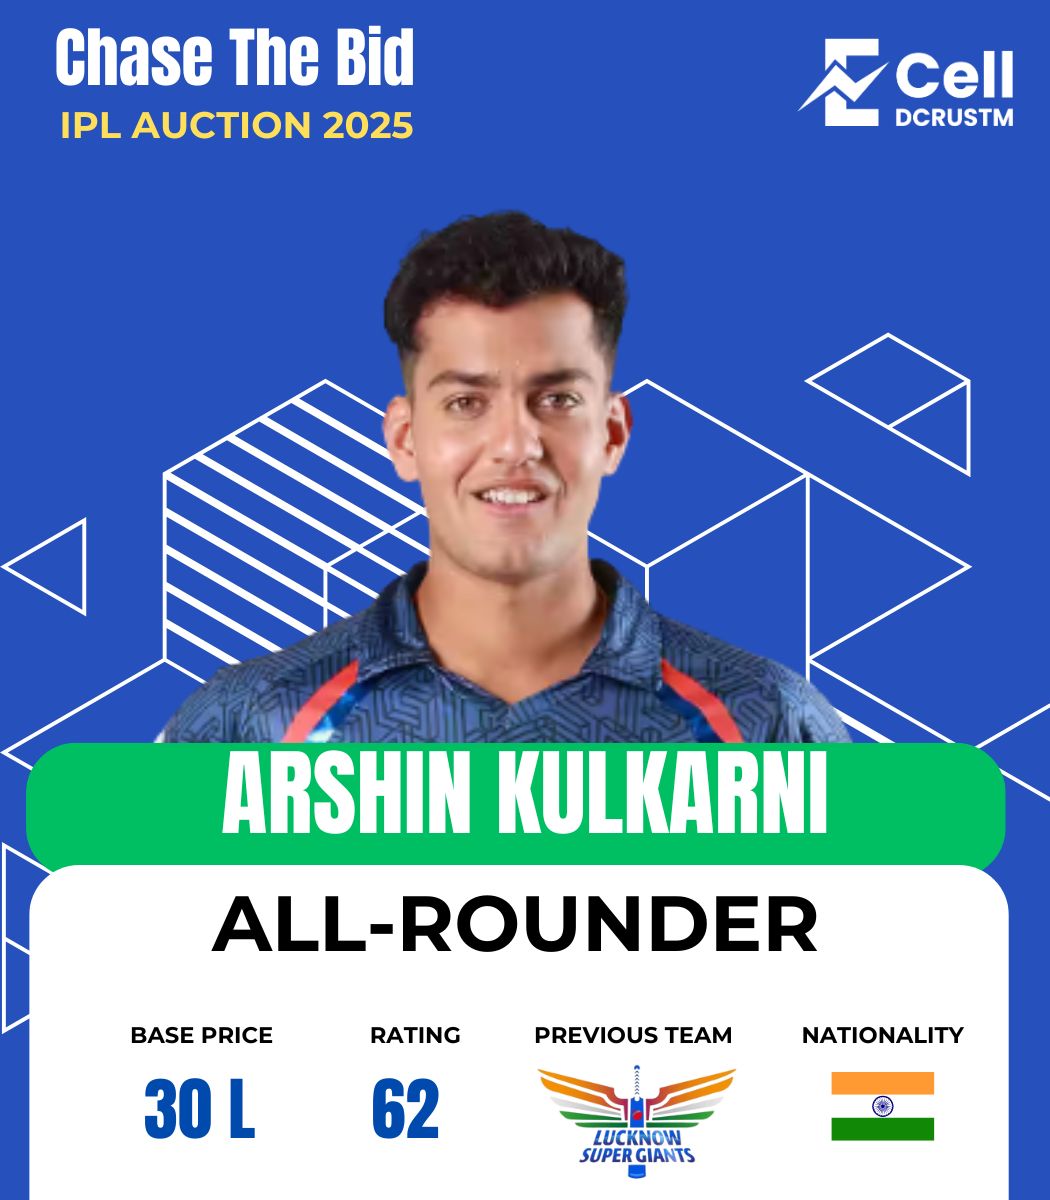 Chase The Bid
IPL AUCTION 2025
Cell
DCRUSTM
ARSHIN KULKARNI
ALL-ROUNDER
BASE PRICE RATING PREVIOUS TEAM NATIONALITY
30 L 62
LUCKNOW
SUPER GIANTS